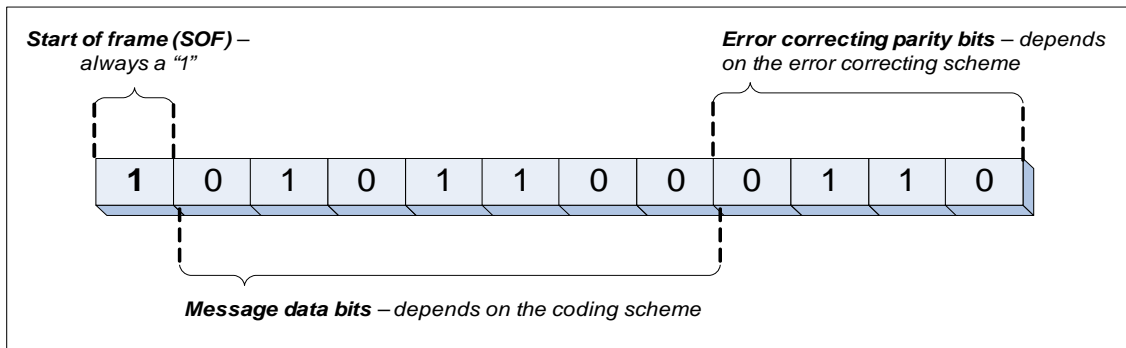 Start of frame (SOF) –
always a “1”
Error correcting parity bits – depends
on the error correcting scheme
1 0 1 0 1 1 0 0 0 1 1 0
Message data bits – depends on the coding scheme